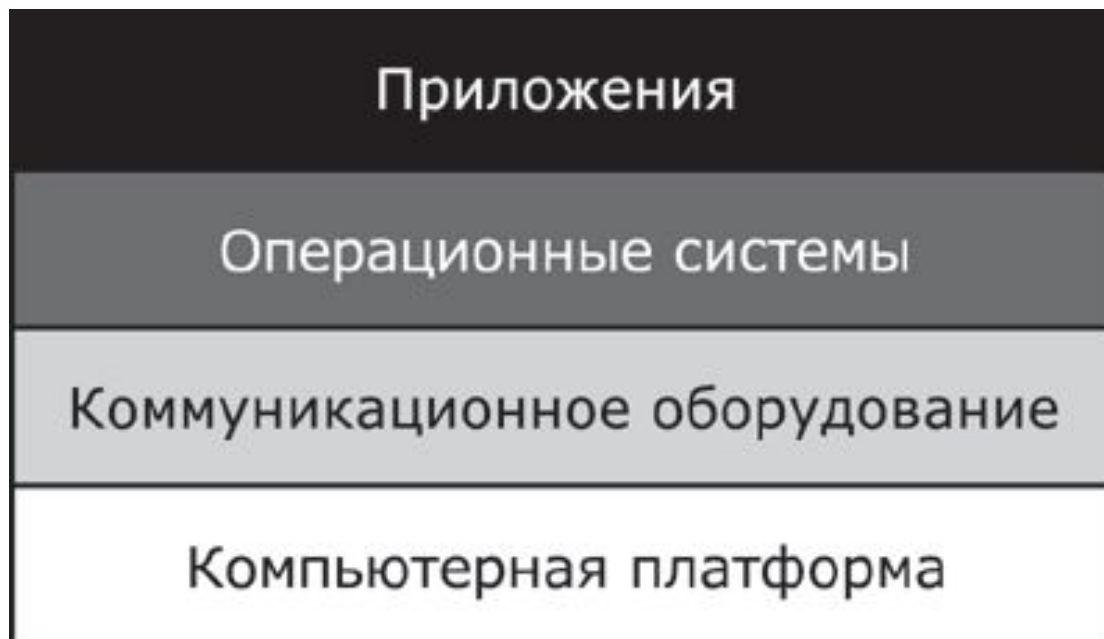 Приложения
Операционные системы
Коммуникационное оборудование
Компьютерная платформа